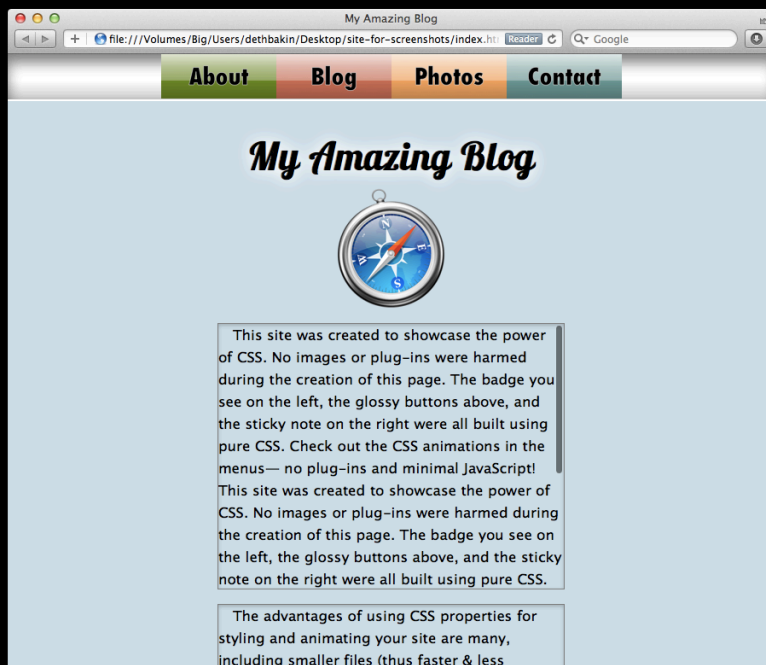 My Amazing Blog
file:///Volumes/Big/Users/dethbakin/Desktop/site-for-screenshots/index.ht
Reader
Google
About
Blog
Photos
Contact
My Amazing Blog
N
E
S
W
This site was created to showcase the power
of CSS. No images or plug-ins were harmed
during the creation of this page. The badge you
see on the left, the glossy buttons above, and
the sticky note on the right were all built using
pure CSS. Check out the CSS animations in the
menus— no plug-ins and minimal JavaScript!
This site was created to showcase the power of
CSS. No images or plug-ins were harmed during
the creation of this page. The badge you see on
the left, the glossy buttons above, and the sticky
note on the right were all built using pure CSS.
The advantages of using CSS properties for
styling and animating your site are many,
including smaller files (thus faster & less